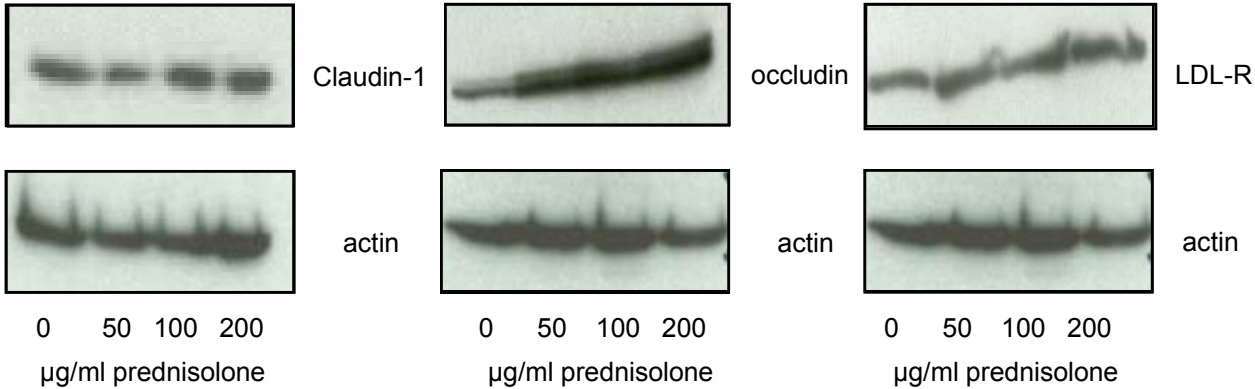 Claudin-1 occludin LDL-R
actin actin actin
0 50 100 200 0 50 100 200 0 50 100 200
µg/ml prednisolone µg/ml prednisolone µg/ml prednisolone